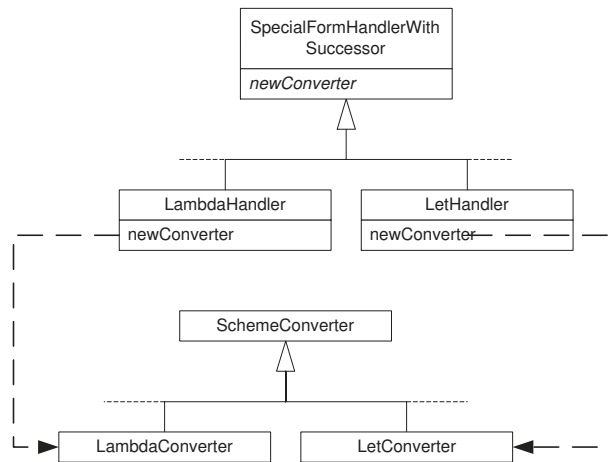 SpecialFormHandlerWith
Successor
newConverter
LambdaHandler
LetHandler
newConverter
newConverter
SchemeConverter
LambdaConverter
LetConverter